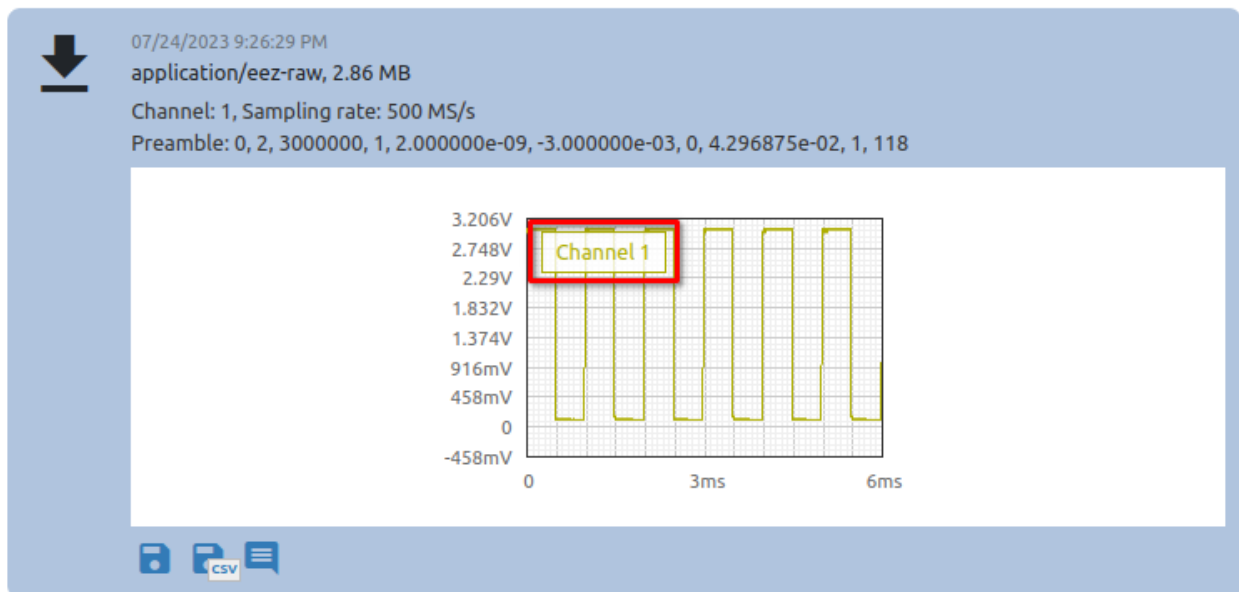 07/24/2023 9:26:29 PM
application/eez-raw, 2.86 MB
Channel: 1, Sampling rate: 500 MS/s
Preamble: 0, 2, 3000000, 1, 2.000000e-09, -3.000000e-03, 0, 4.296875e-02, 1, 118
3.206V
Channel 1
2.748V
2.29V
1.832V
1.374V
916mV
458mV
0
-458mV
0 3ms 6ms
CSV